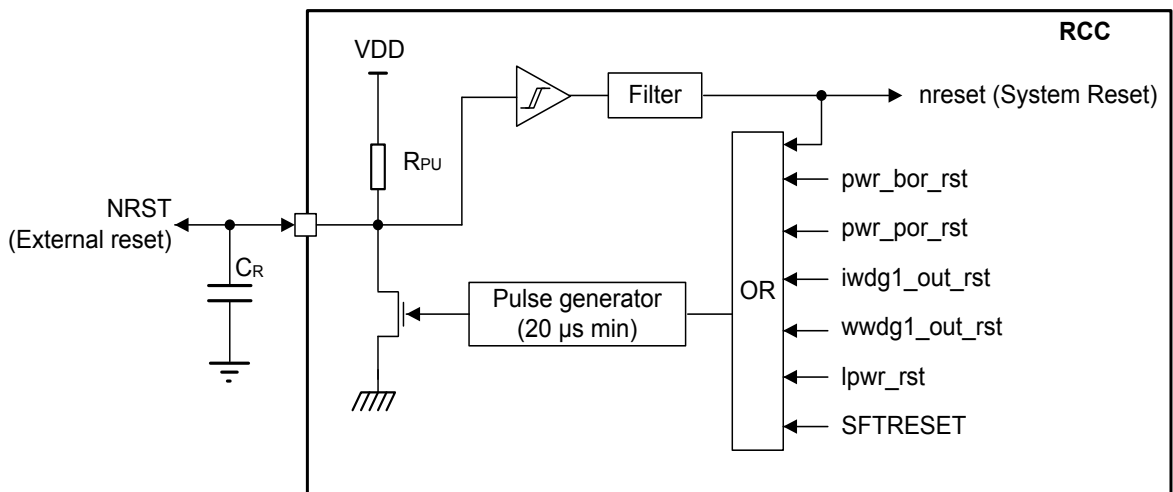 RCC
VDD
Filter
nreset (System Reset)
RPU
pwr_bor_rst
NRST
(External reset)
pwr_por_rst
CR
OR
iwdg1_out_rst
Pulse generator
(20 µs min)
wwdg1_out_rst
lpwr_rst
SFTRESET